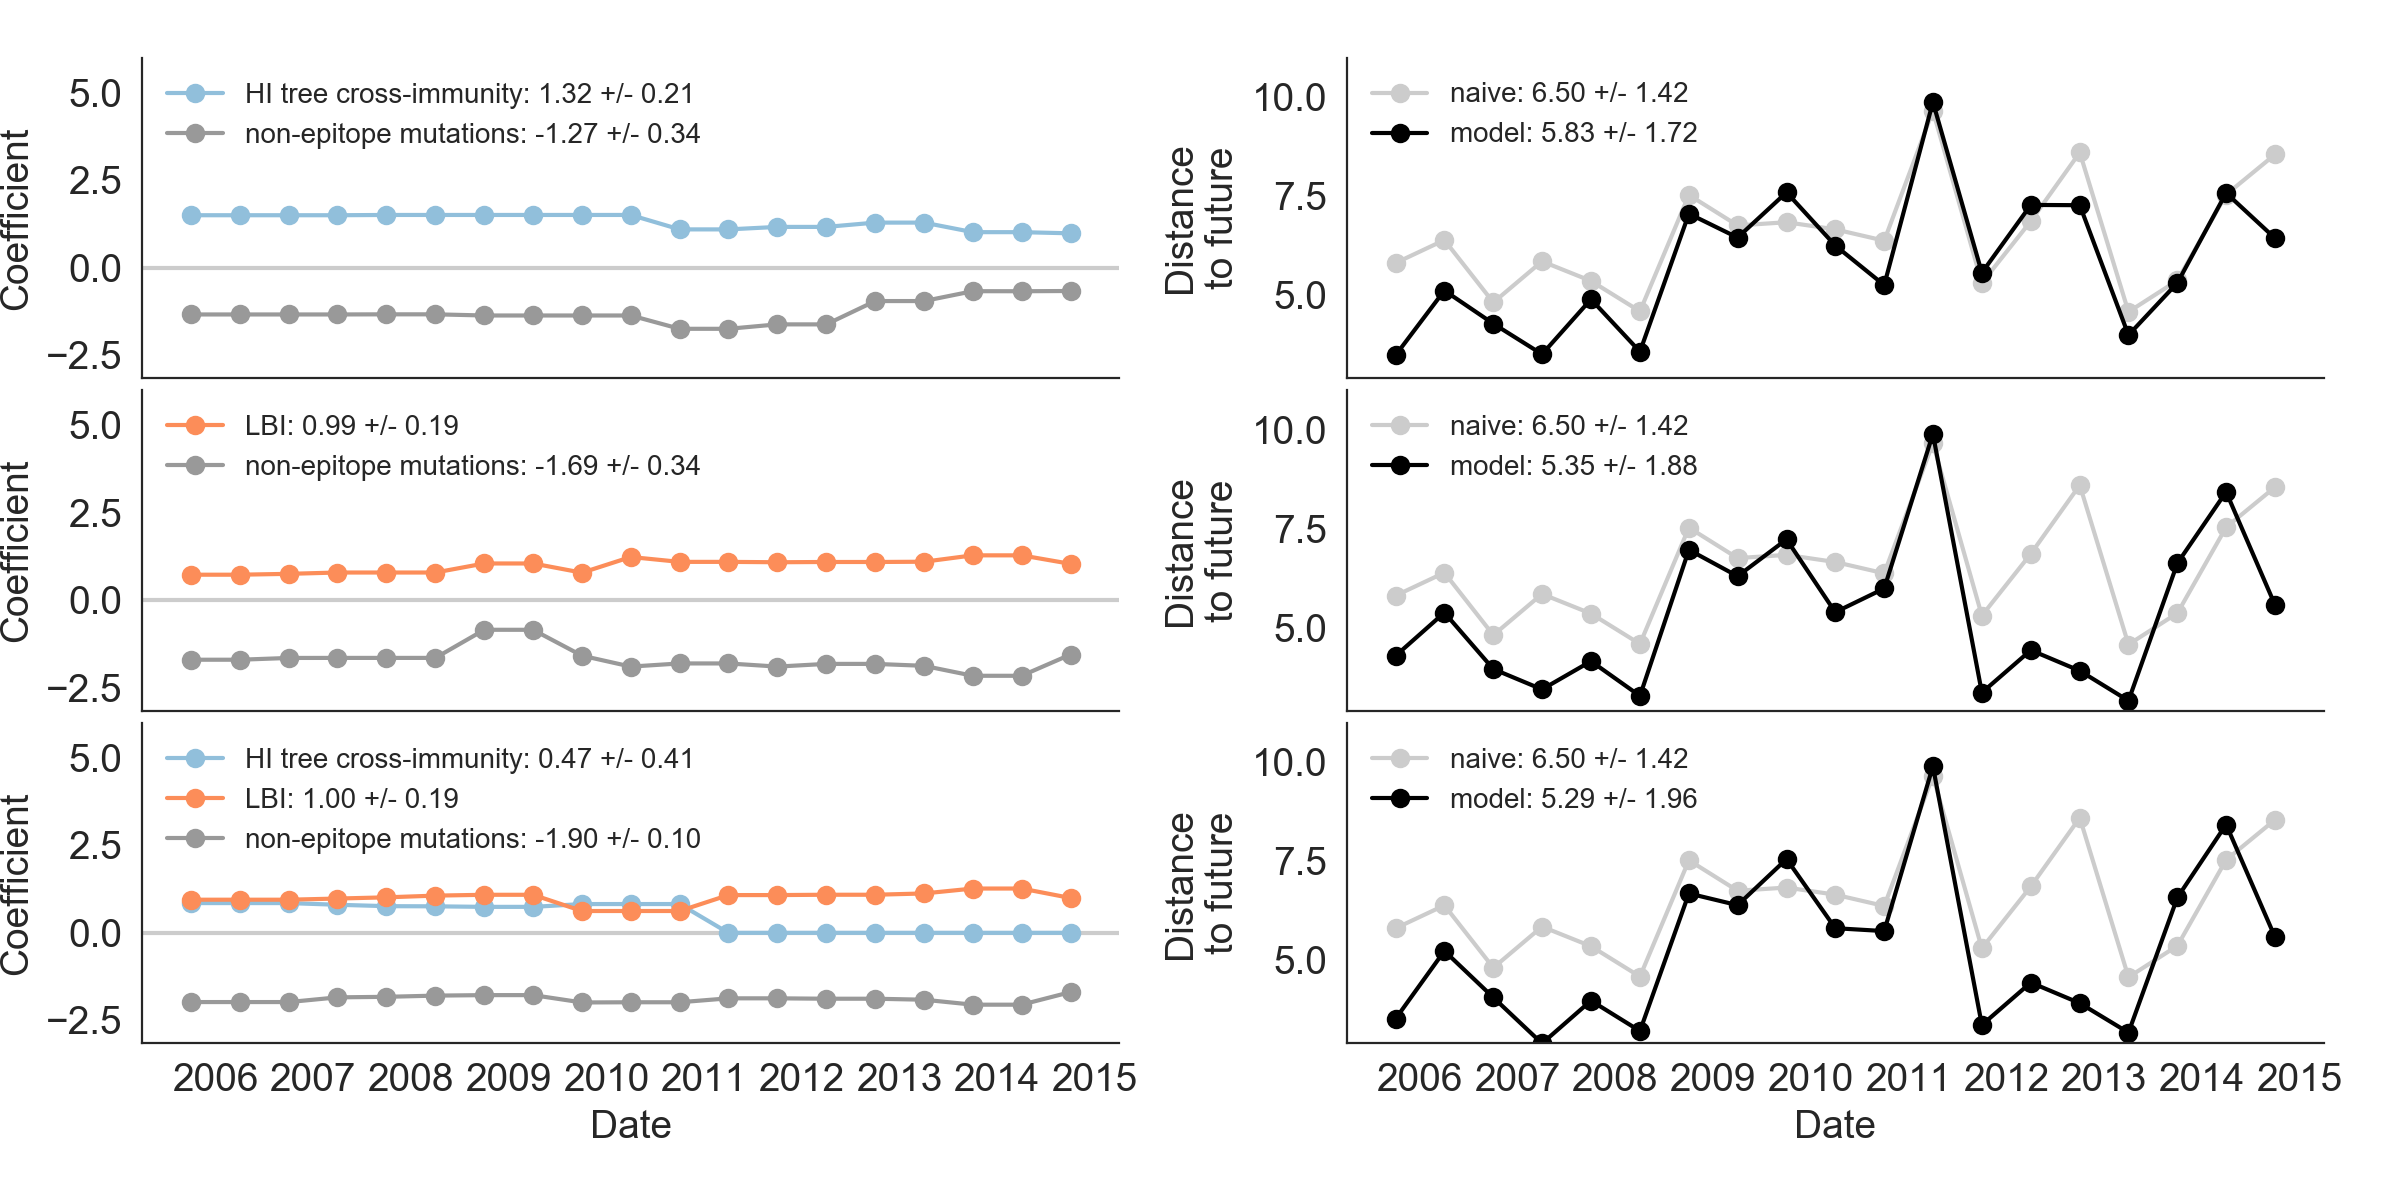 5.0
2.5
0.0
−2.5
Coefficient
HI tree cross-immunity: 1.32 +/- 0.21
non-epitope mutations: -1.27 +/- 0.34
10.0
7.5
5.0
Distance
to future
naive: 6.50 +/- 1.42
model: 5.83 +/- 1.72
5.0
2.5
0.0
−2.5
Coefficient
LBI: 0.99 +/- 0.19
non-epitope mutations: -1.69 +/- 0.34
10.0
7.5
5.0
Distance
to future
naive: 6.50 +/- 1.42
model: 5.35 +/- 1.88
5.0
2.5
0.0
−2.5
Coefficient
HI tree cross-immunity: 0.47 +/- 0.41
LBI: 1.00 +/- 0.19
non-epitope mutations: -1.90 +/- 0.10
2006 2007 2008 2009 2010 2011 2012 2013 2014 2015
Date
10.0
7.5
5.0
Distance
to future
naive: 6.50 +/- 1.42
model: 5.29 +/- 1.96
2006 2007 2008 2009 2010 2011 2012 2013 2014 2015
Date